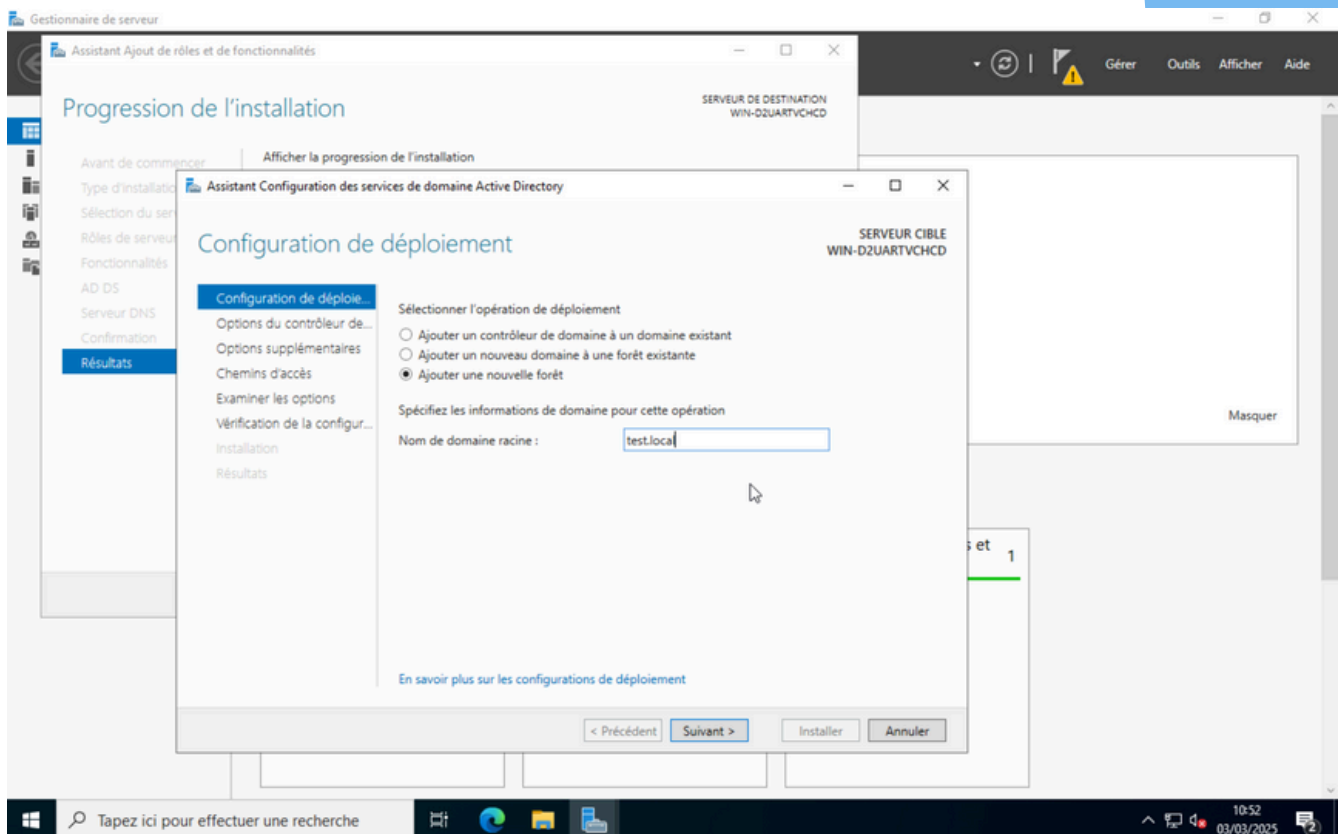 Gestionnaire de serveur
Assistant Ajout de rôles et de fonctionnalités
Gérer
Outils
Afficher
Aide
Progression de l'installation
SERVEUR DE DESTINATION
WIN-D2UARTVCHCD
Avant de commencer
Afficher la progression de l'installation
Type d'installatio
Sélection du ser
Rôles de serveur
Fonctionnalités
AD DS
Serveur DNS
Confirmation
Résultats
Assistant Configuration des services de domaine Active Directory
Configuration de déploiement
SERVEUR CIBLE
WIN-D2UARTVCHCD
Configuration de déploie...
Options du contrôleur de...
Options supplémentaires
Chemins d'accès
Examiner les options
Vérification de la configur...
Installation
Résultats
Sélectionner l'opération de déploiement
Ajouter un contrôleur de domaine à un domaine existant
Ajouter un nouveau domaine à une forêt existante
Ajouter une nouvelle forêt
Spécifiez les informations de domaine pour cette opération
Nom de domaine racine :
test.local
En savoir plus sur les configurations de déploiement
< Précédent
Suivant >
Installer
Annuler
Masquer
s et
1
Tapez ici pour effectuer une recherche
10:52
03/03/2025
2